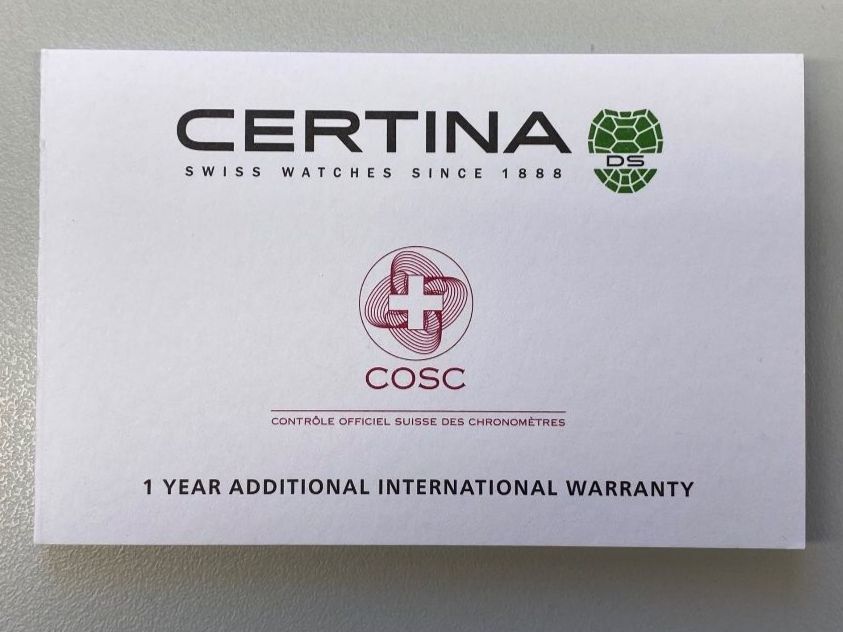 CERTINA
DS
SWISS WATCHES SINCE 1888
COSC
CONTRÔLE OFFICIEL SUISSE DES CHRONOMÈTRES
1 YEAR ADDITIONAL INTERNATIONAL WARRANTY